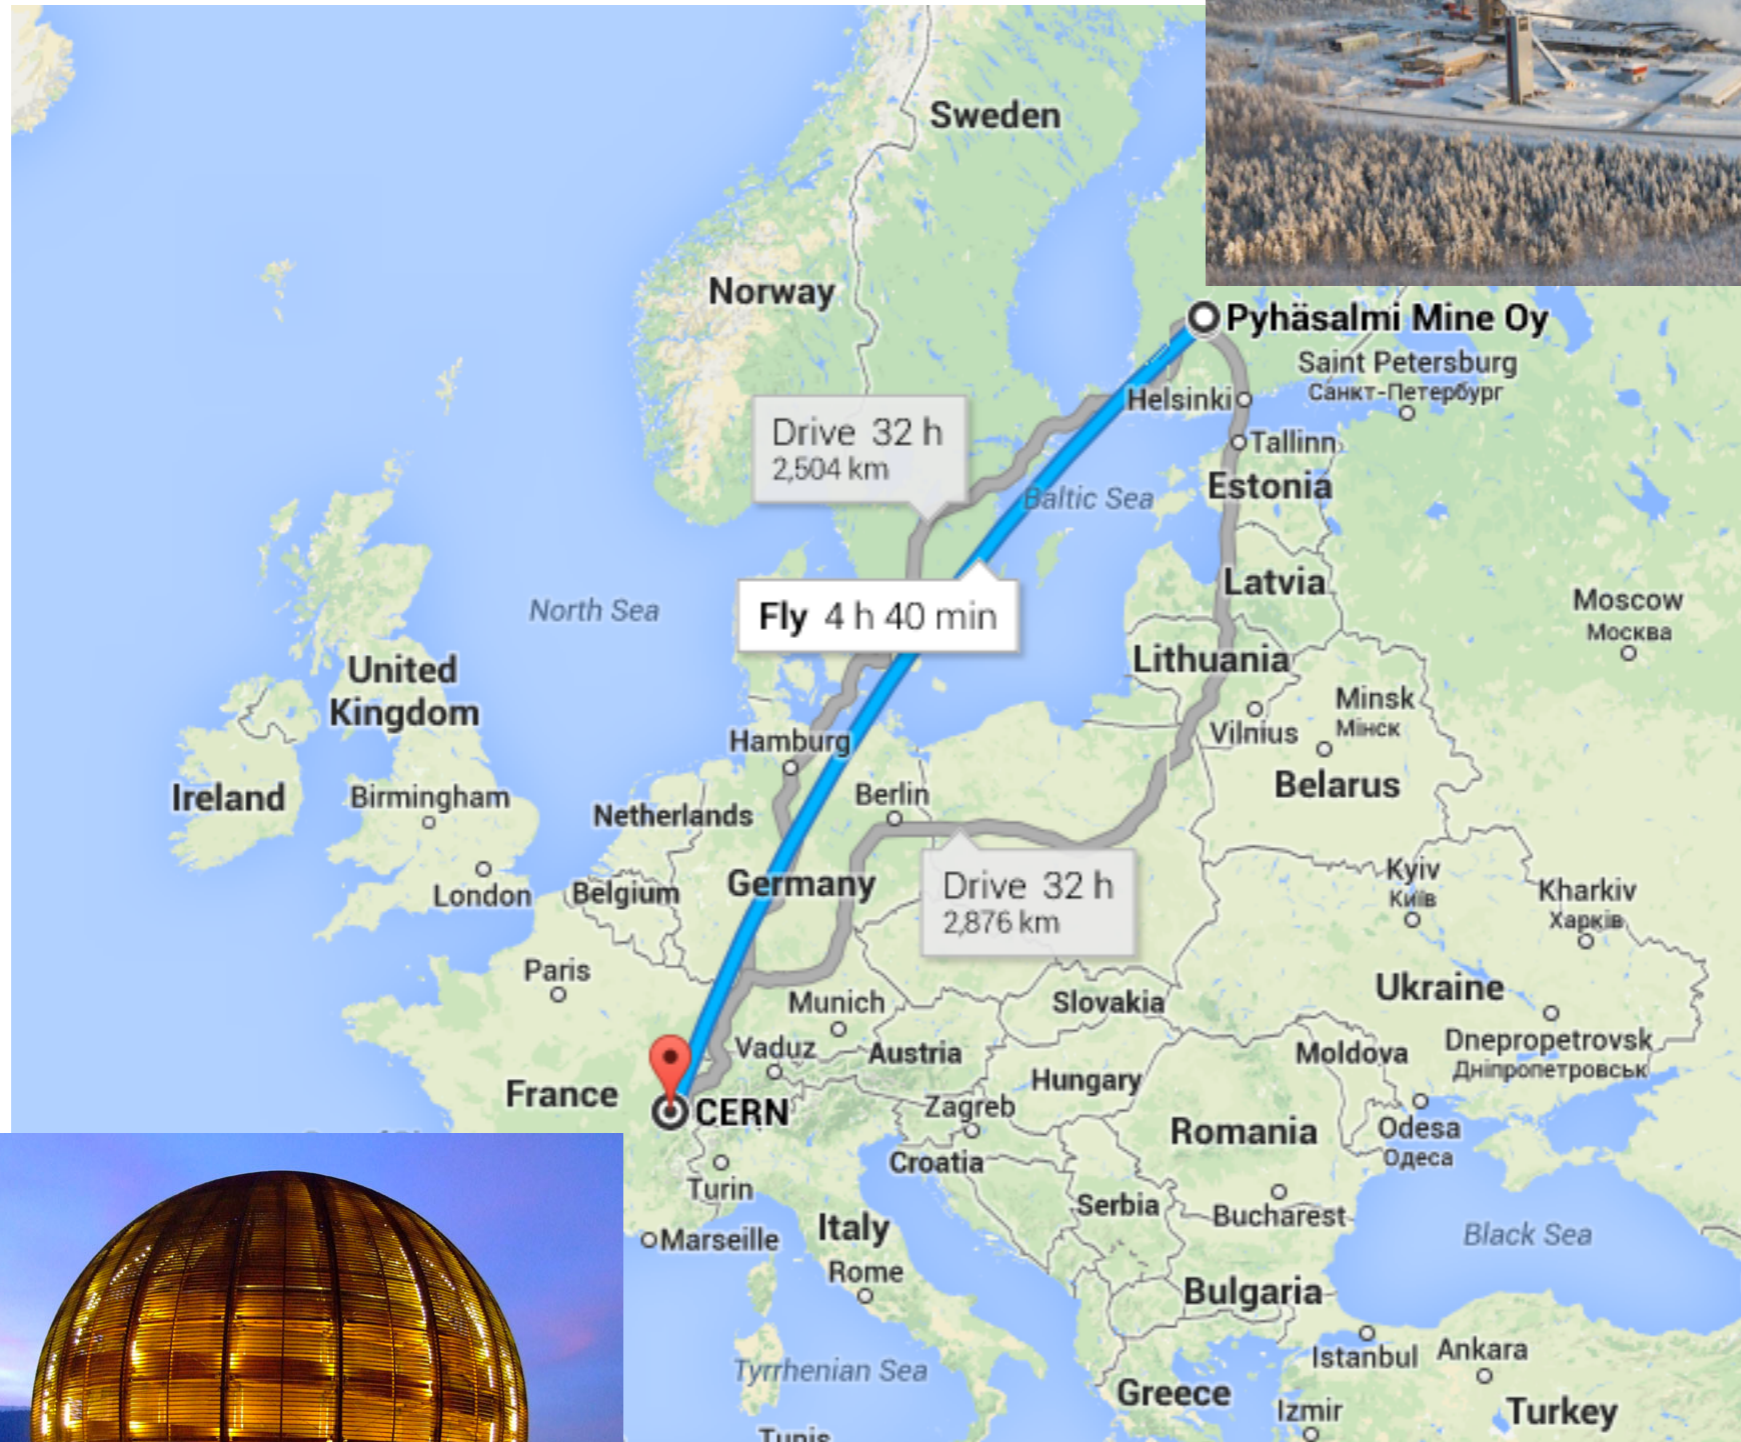 Sweden
Norway
Pyhäsalmi Mine Oy
Saint Petersburg
Санкт-Петербург
Helsinki
Drive 32 h
2,504 km
Tallinn
Estonia
Baltic Sea
Latvia
Fly 4 h 40 min
North Sea
Moscow
Москва
United
Kingdom
Lithuania
Minsk
Мінск
Vilnius
Hamburg
Belarus
Ireland
Birmingham
Netherlands
Berlin
London
Belgium
Germany
Drive 32 h
2,876 km
Kyiv
Київ
Kharkiv
Харків
Paris
Munich
Slovakia
Ukraine
Dnepropetrovsk
Дніпропетровськ
Vaduz
Austria
Moldova
Hungary
France
CERN
Zagreb
Romania
Odesa
Одеса
Croatia
Turin
Serbia
Bucharest
Marseille
Italy
Black Sea
Rome
Bulgaria
Istanbul
Ankara
Tyrrhenian Sea
Greece
Izmir
Turkey
Tunis